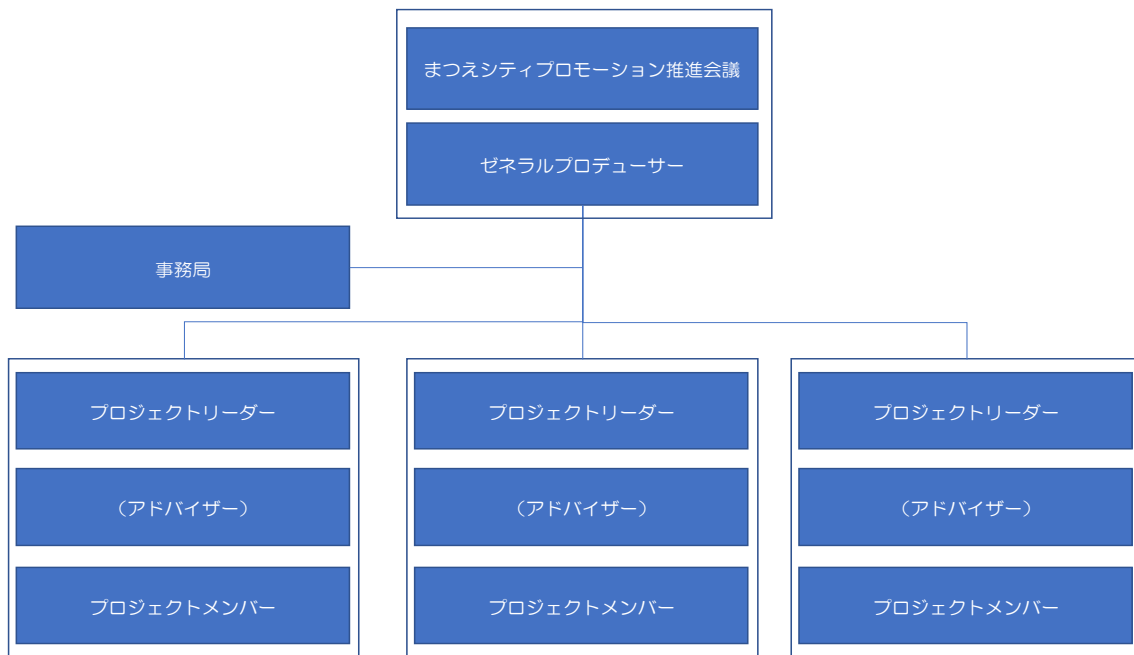 まつえシティプロモーション推進会議
ゼネラルプロデューサー
事務局
プロジェクトリーダー
（アドバイザー）
プロジェクトメンバー
プロジェクトリーダー
（アドバイザー）
プロジェクトメンバー
プロジェクトリーダー
（アドバイザー）
プロジェクトメンバー